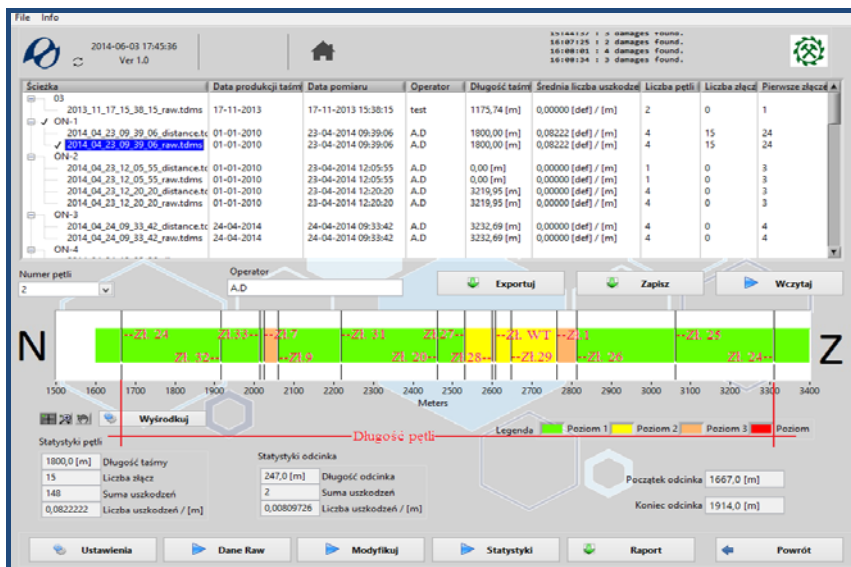 File Info
2014-06-03 17:45:36
Ver 1.0
15:44:57 : 3 damages found.
16:07:25 : 2 damages found.
16:08:01 : 4 damages found.
16:08:34 : 3 damages found.
Ścieżka Data produkcji taśmy Data pomiaru Operator Długość taśm Średnia liczba uszkodze Liczba pętli Liczba złącz Pierwsze złącze
03
2013_11_17_15_38_15_raw.tdms 17-11-2013 17-11-2013 15:38:15 test 1175,74 [m] 0,00000 [def] / [m] 2 0 1
ON-1
2014_04_23_09_39_06_distance.tc 01-01-2010 23-04-2014 09:39:06 A.D 1800,00 [m] 0,08222 [def] / [m] 4 15 24
2014_04_23_09_39_06_raw.tdms 01-01-2010 23-04-2014 09:39:06 A.D 1800,00 [m] 0,08222 [def] / [m] 4 15 24
ON-2
2014_04_23_12_05_55_distance.tc 01-01-2010 23-04-2014 12:05:55 A.D 0,00 [m] 0,00000 [def] / [m] 1 0 3
2014_04_23_12_05_55_raw.tdms 01-01-2010 23-04-2014 12:05:55 A.D 0,00 [m] 0,00000 [def] / [m] 1 0 3
2014_04_23_12_20_20_distance.tc 01-01-2010 23-04-2014 12:20:20 A.D 3219,95 [m] 0,00000 [def] / [m] 4 0 3
2014_04_23_12_20_20_raw.tdms 01-01-2010 23-04-2014 12:20:20 A.D 3219,95 [m] 0,00000 [def] / [m] 4 0 3
ON-3
2014_04_24_09_33_42_distance.tc 24-04-2014 24-04-2014 09:33:42 A.D 3232,69 [m] 0,00000 [def] / [m] 4 0 4
2014_04_24_09_33_42_raw.tdms 24-04-2014 24-04-2014 09:33:42 A.D 3232,69 [m] 0,00000 [def] / [m] 4 0 4
ON-4
Numer pętli
2
Operator
A.D
Exportuj Zapisz Wczytaj
N Z
--Zł. 24 Zł.33-- --Zł.7 --Zł. 31 Zł.27-- --Zł. WT --Zł.1 --Zł. 25
Zł. 32-- --Zł.9 Zł. 20-- Zł.28-- --Zł.29 --Zł. 26 Zł. 24--
1500 1600 1700 1800 1900 2000 2100 2200 2300 2400 2500 2600 2700 2800 2900 3000 3100 3200 3300 3400
Meters
Wyśrodkuj
Długość pętli
Legenda Poziom 1 Poziom 2 Poziom 3 Poziom
Statystyki pętli
1800,0 [m] Długość taśmy
15 Liczba złącz
148 Suma uszkodzeń
0,0822222 Liczba uszkodzeń / [m]
Statystyki odcinka
247,0 [m] Długość odcinka
2 Suma uszkodzeń
0,00809726 Liczba uszkodzeń / [m]
Początek odcinka 1667,0 [m]
Koniec odcinka 1914,0 [m]
Ustawienia Dane Raw Modyfikuj Statystyki Raport Powrót